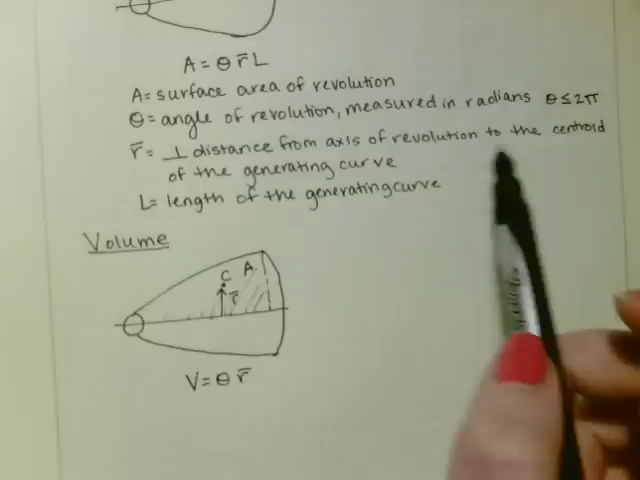 A = θ r̄ L
A = surface area of revolution
θ = angle of revolution, measured in radians θ ≤ 2π
r̄ = ⊥ distance from axis of revolution to the centroid
of the generating curve
L = length of the generating curve
Volume
C A
r̄
V = θ r̄